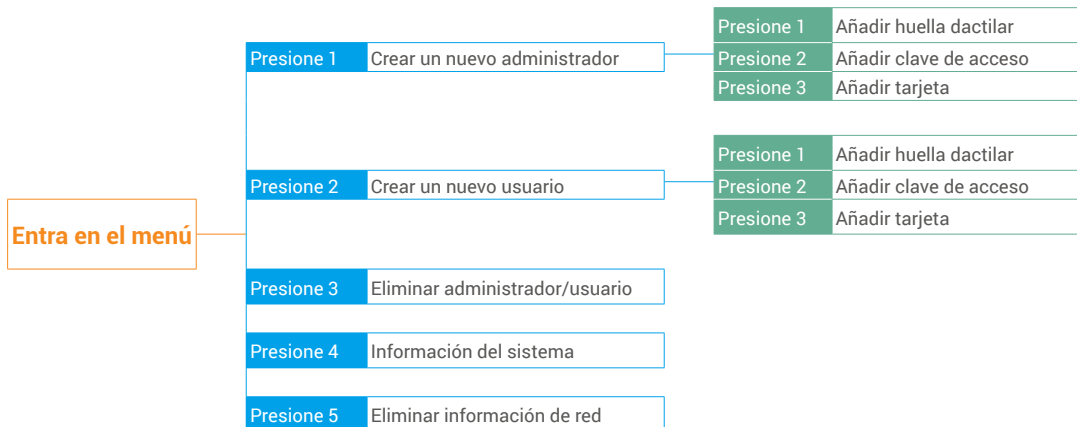 Entra en el menú
Presione 1 Crear un nuevo administrador
Presione 1 Añadir huella dactilar
Presione 2 Añadir clave de acceso
Presione 3 Añadir tarjeta
Presione 2 Crear un nuevo usuario
Presione 1 Añadir huella dactilar
Presione 2 Añadir clave de acceso
Presione 3 Añadir tarjeta
Presione 3 Eliminar administrador/usuario
Presione 4 Información del sistema
Presione 5 Eliminar información de red